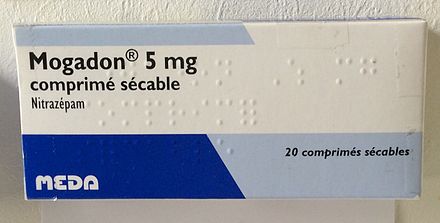 Mogadon® 5 mg
comprimé sécable
Nitrazépam
20 comprimés sécables
MEDA